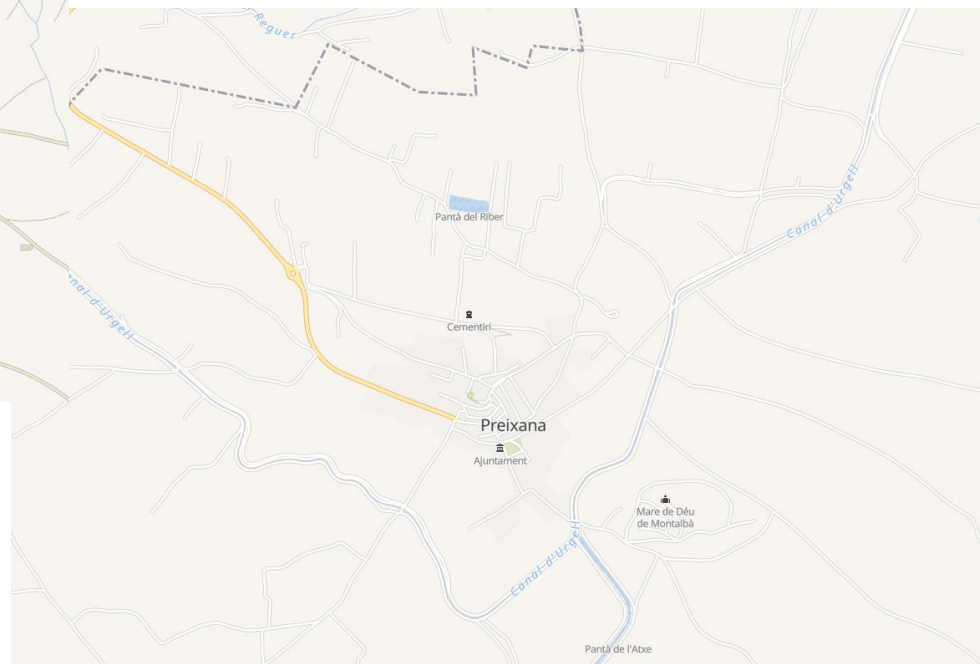 Reguer
Canal d'Urgell
Pantà del Riber
nal d'Urgell
Cementiri
Preixana
Ajuntament
Mare de Déu
de Montalbà
Canal d'Urgell
Pantà de l'Atxe